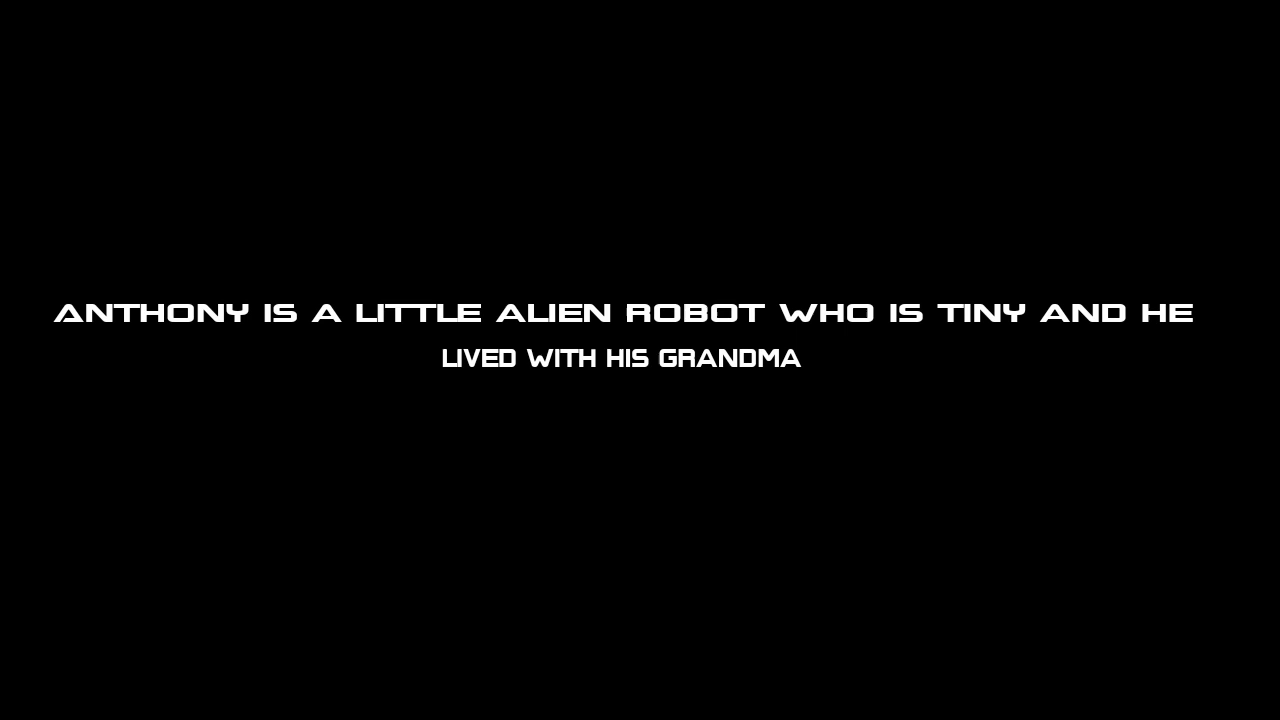 ANTHONY IS A LITTLE ALIEN ROBOT WHO IS TINY AND HE
LIVED WITH HIS GRANDMA